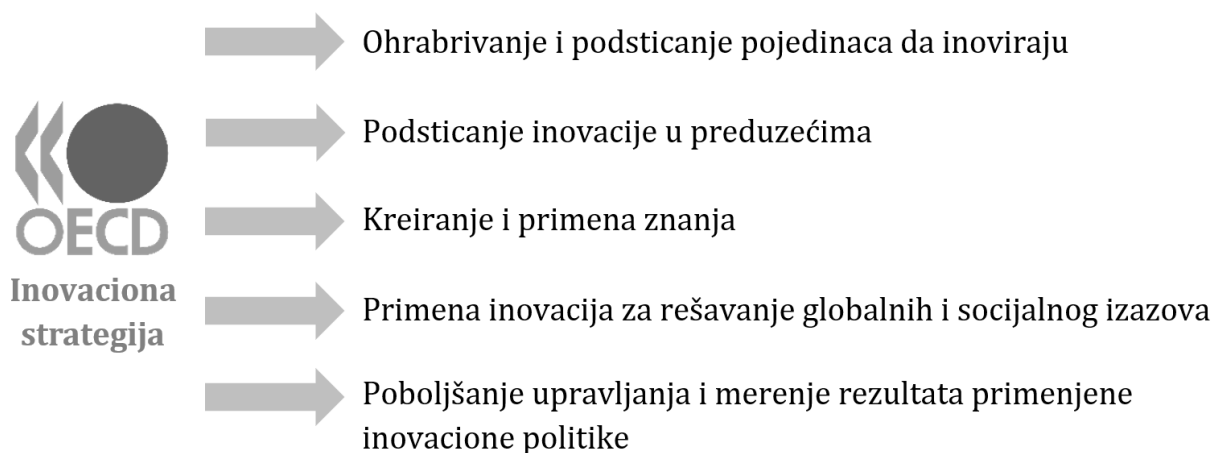 Ohrabrivanje i podsticanje pojedinaca da inoviraju
Podsticanje inovacije u preduzećima
OECD
Kreiranje i primena znanja
Inovaciona
strategija
Primena inovacija za rešavanje globalnih i socijalnog izazova
Poboljšanje upravljanja i merenje rezultata primenjene
inovacione politike